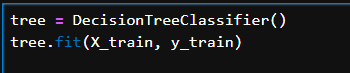 tree = DecisionTreeClassifier()
tree.fit(X_train, y_train)